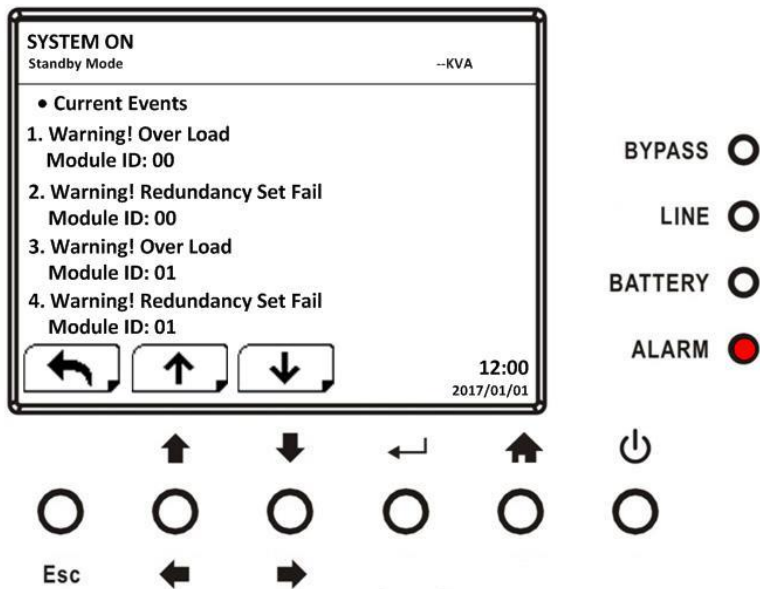 SYSTEM ON
Standby Mode --KVA
• Current Events
1. Warning! Over Load
Module ID: 00
2. Warning! Redundancy Set Fail
Module ID: 00
3. Warning! Over Load
Module ID: 01
4. Warning! Redundancy Set Fail
Module ID: 01
12:00
2017/01/01
BYPASS
LINE
BATTERY
ALARM
Esc